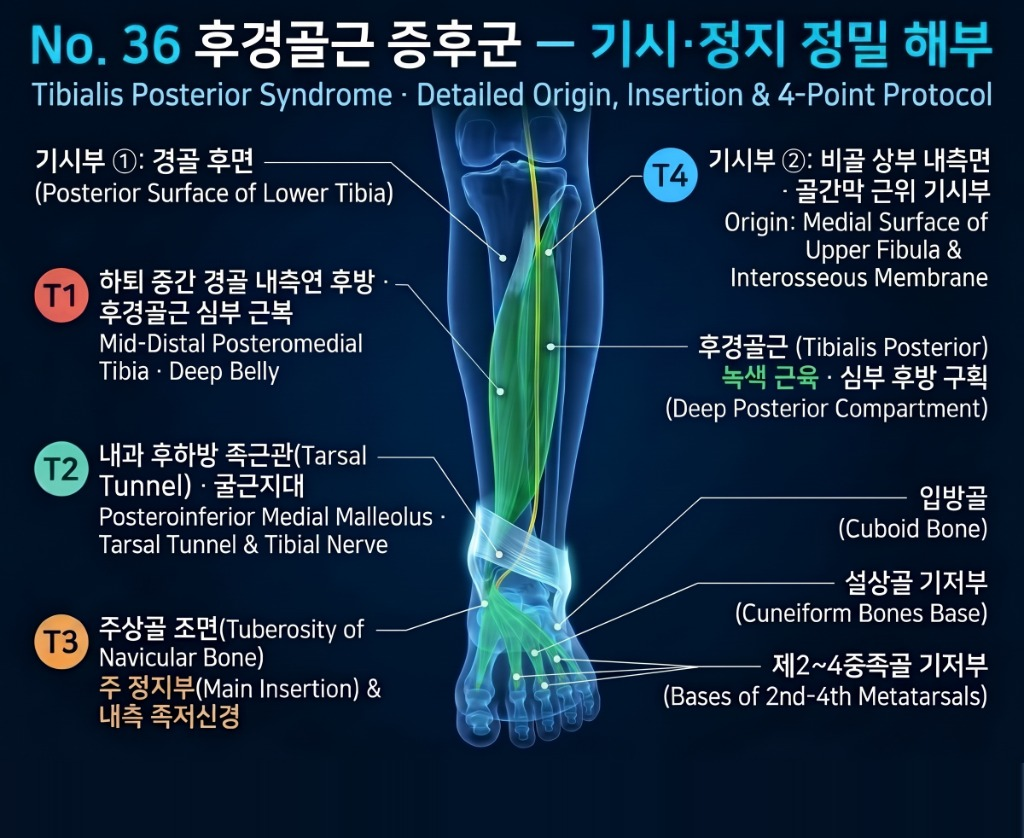 No. 36 후경골근 증후군 – 기시·정지 정밀 해부
Tibialis Posterior Syndrome · Detailed Origin, Insertion & 4-Point Protocol
기시부 ①: 경골 후면
(Posterior Surface of Lower Tibia)
T1
하퇴 중간 경골 내측연 후방 ·
후경골근 심부 근복
Mid-Distal Posteromedial
Tibia · Deep Belly
T2
내과 후하방 족근관(Tarsal
Tunnel) · 굴근지대
Posteroinferior Medial Malleolus ·
Tarsal Tunnel & Tibial Nerve
T3
주상골 조면(Tuberosity of
Navicular Bone)
주 정지부(Main Insertion) &
내측 족저신경
T4
기시부 ②: 비골 상부 내측면
· 골간막 근위 기시부
Origin: Medial Surface of
Upper Fibula &
Interosseous Membrane
후경골근 (Tibialis Posterior)
녹색 근육 · 심부 후방 구획
(Deep Posterior Compartment)
입방골
(Cuboid Bone)
설상골 기저부
(Cuneiform Bones Base)
제2~4중족골 기저부
(Bases of 2nd-4th Metatarsals)